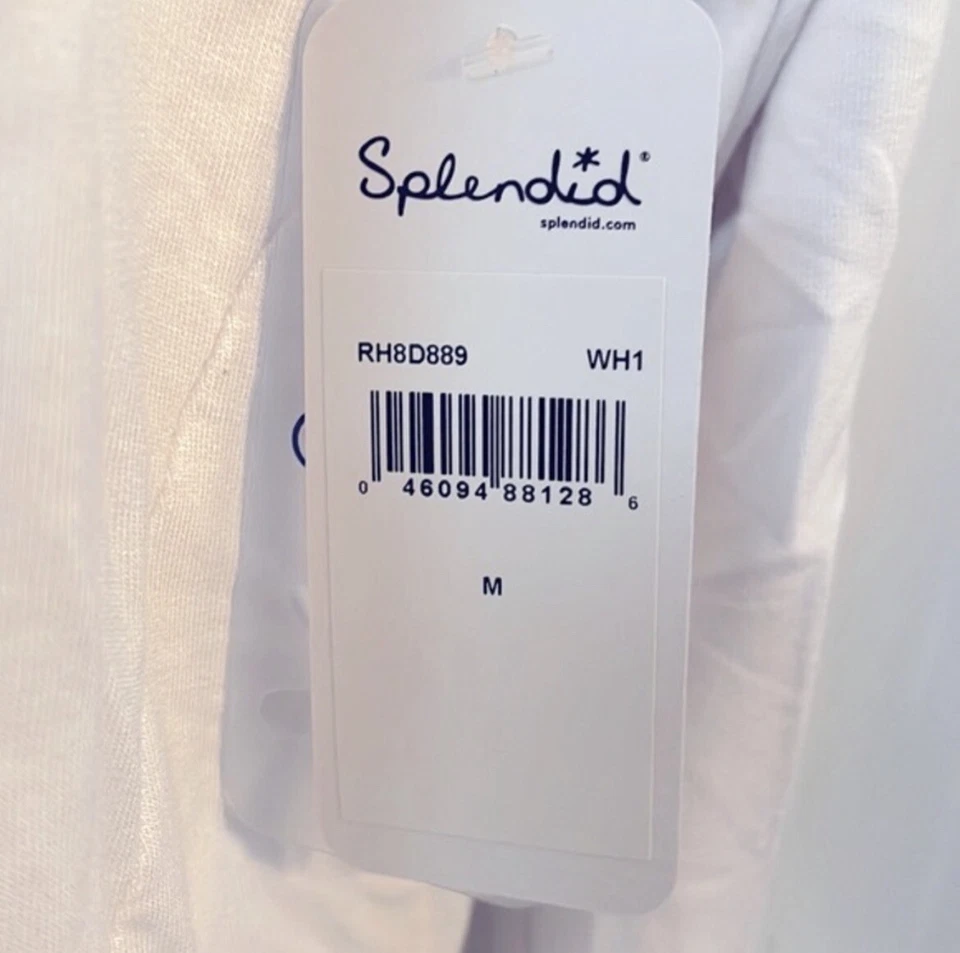 Splendid®
splendid.com
RH8D889 WH1
0 46094 88128 6
M